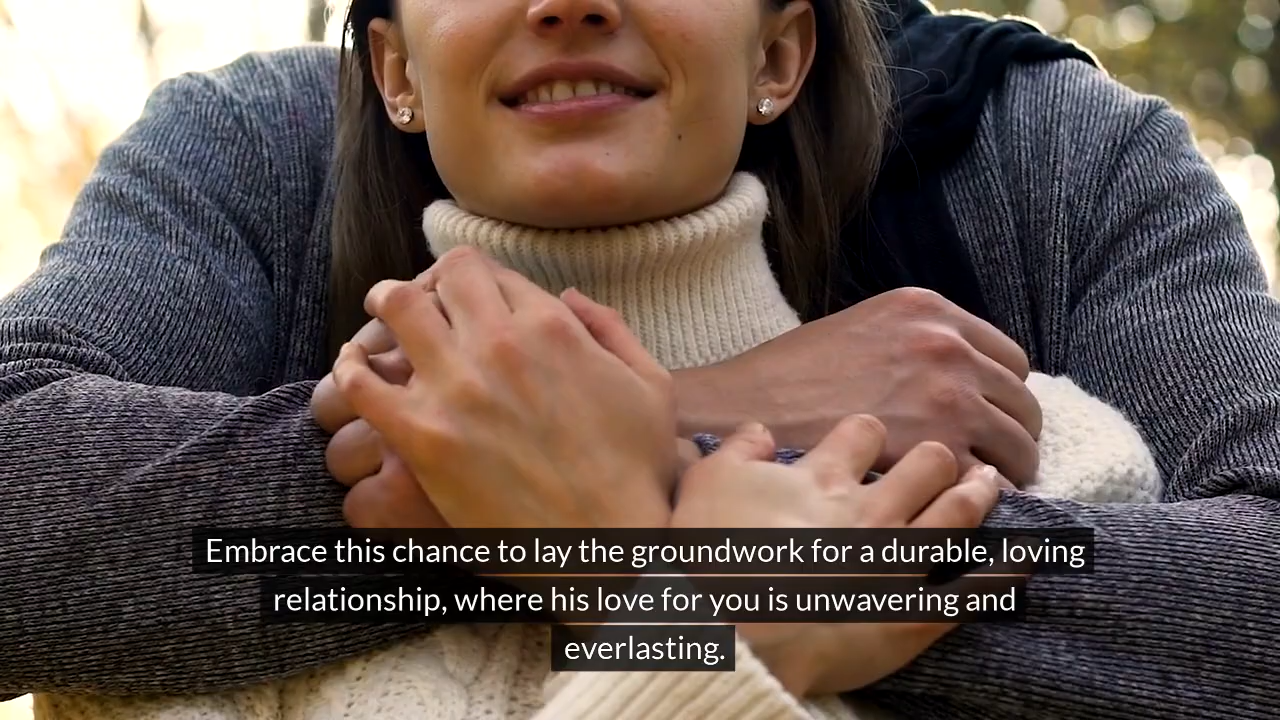 Embrace this chance to lay the groundwork for a durable, loving
relationship, where his love for you is unwavering and
everlasting.